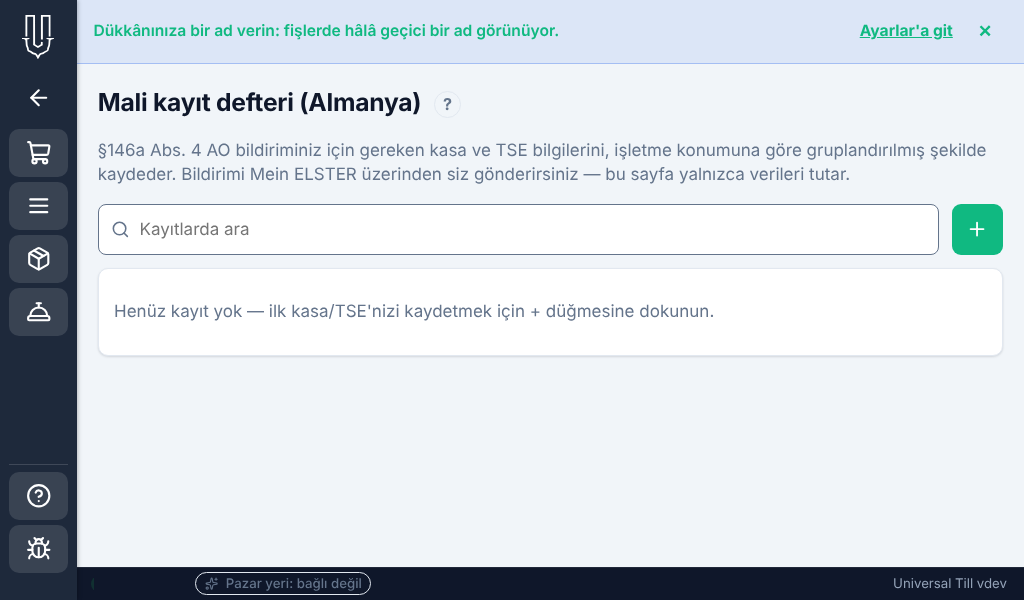 Dükkânınıza bir ad verin: fişlerde hâlâ geçici bir ad görünüyor.
Ayarlar'a git ×
Mali kayıt defteri (Almanya) ?
§146a Abs. 4 AO bildiriminiz için gereken kasa ve TSE bilgilerini, işletme konumuna göre gruplandırılmış şekilde
kaydeder. Bildirimi Mein ELSTER üzerinden siz gönderirsiniz — bu sayfa yalnızca verileri tutar.
Kayıtlarda ara
+
Henüz kayıt yok — ilk kasa/TSE'nizi kaydetmek için + düğmesine dokunun.
Pazar yeri: bağlı değil
Universal Till vdev